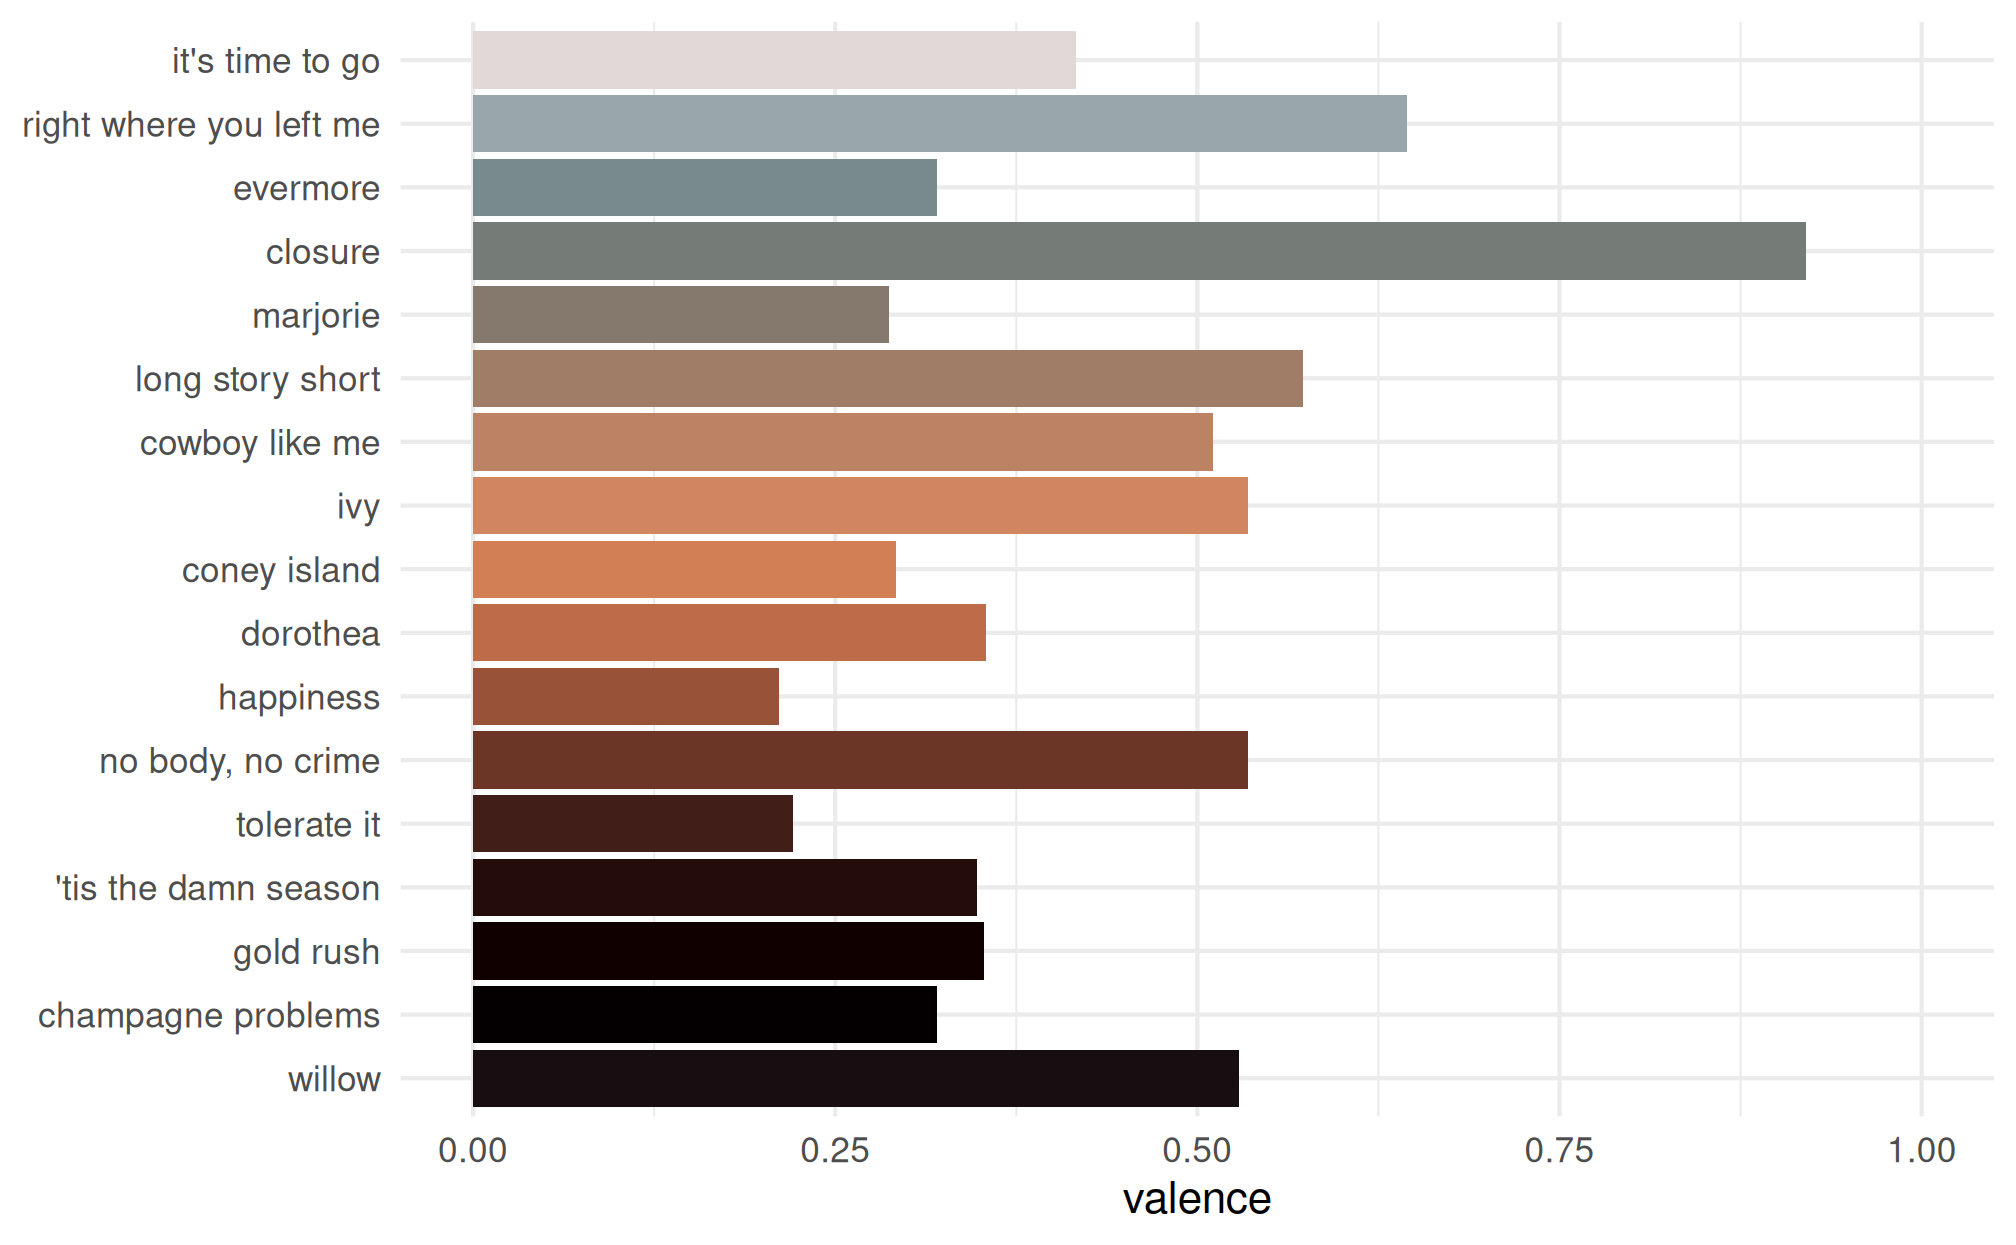 it's time to go
right where you left me
evermore
closure
marjorie
long story short
cowboy like me
ivy
coney island
dorothea
happiness
no body, no crime
tolerate it
'tis the damn season
gold rush
champagne problems
willow
0.00 0.25 0.50 0.75 1.00
valence